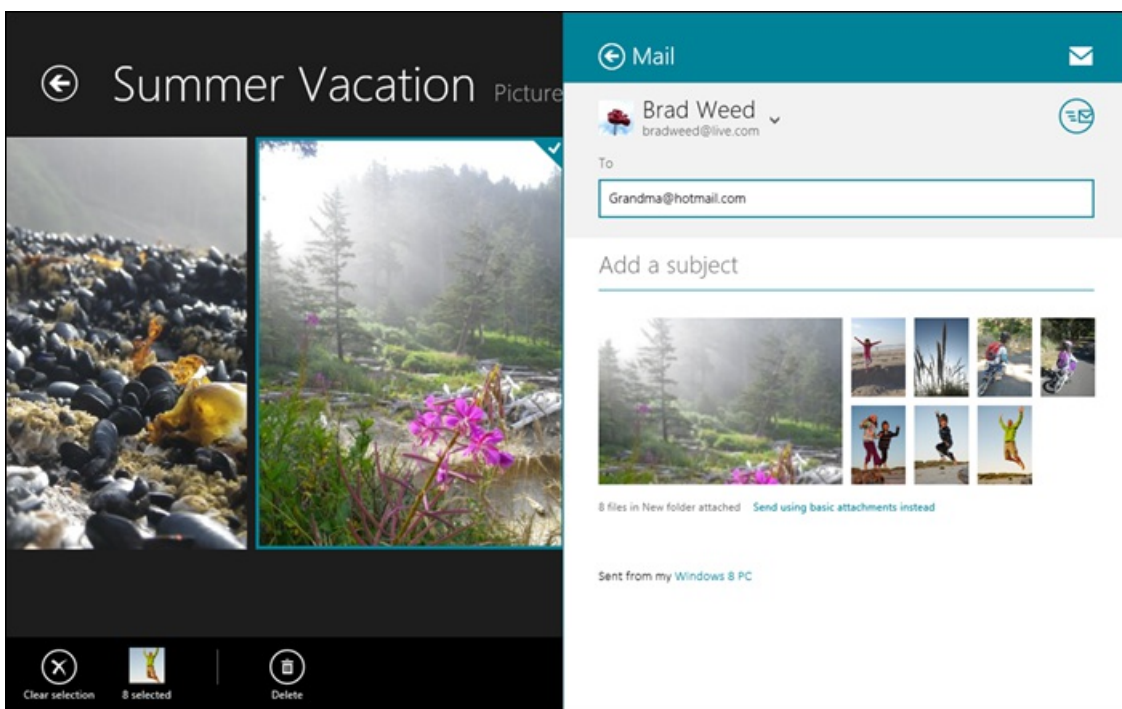 Summer Vacation Picture
Clear selection
8 selected
Delete
Mail
Brad Weed
bradweed@live.com
To
Grandma@hotmail.com
Add a subject
8 files in New folder attached Send using basic attachments instead
Sent from my Windows 8 PC